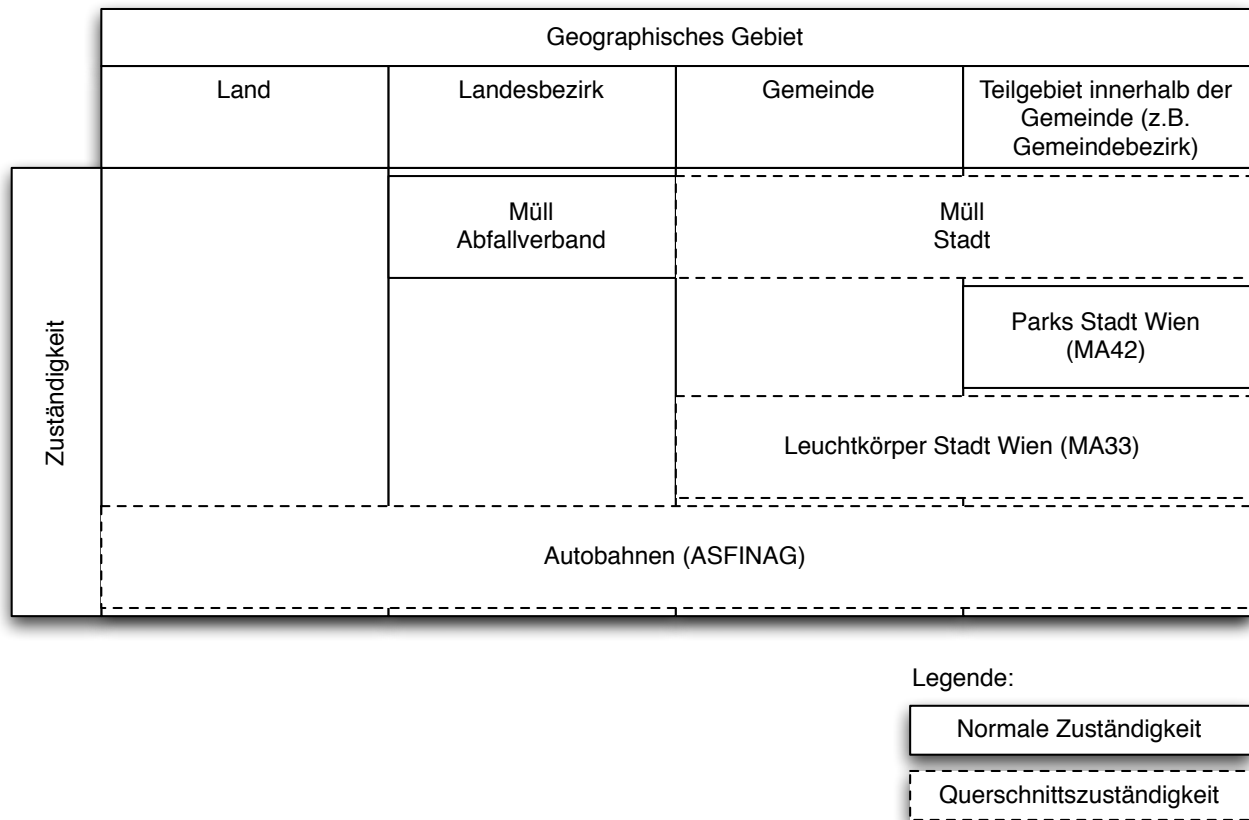 Geographisches Gebiet
Land
Landesbezirk
Gemeinde
Teilgebiet innerhalb der
Gemeinde (z.B.
Gemeindebezirk)
Zuständigkeit
Müll
Abfallverband
Müll
Stadt
Parks Stadt Wien
(MA42)
Leuchtkörper Stadt Wien (MA33)
Autobahnen (ASFINAG)
Legende:
Normale Zuständigkeit
Querschnittszuständigkeit